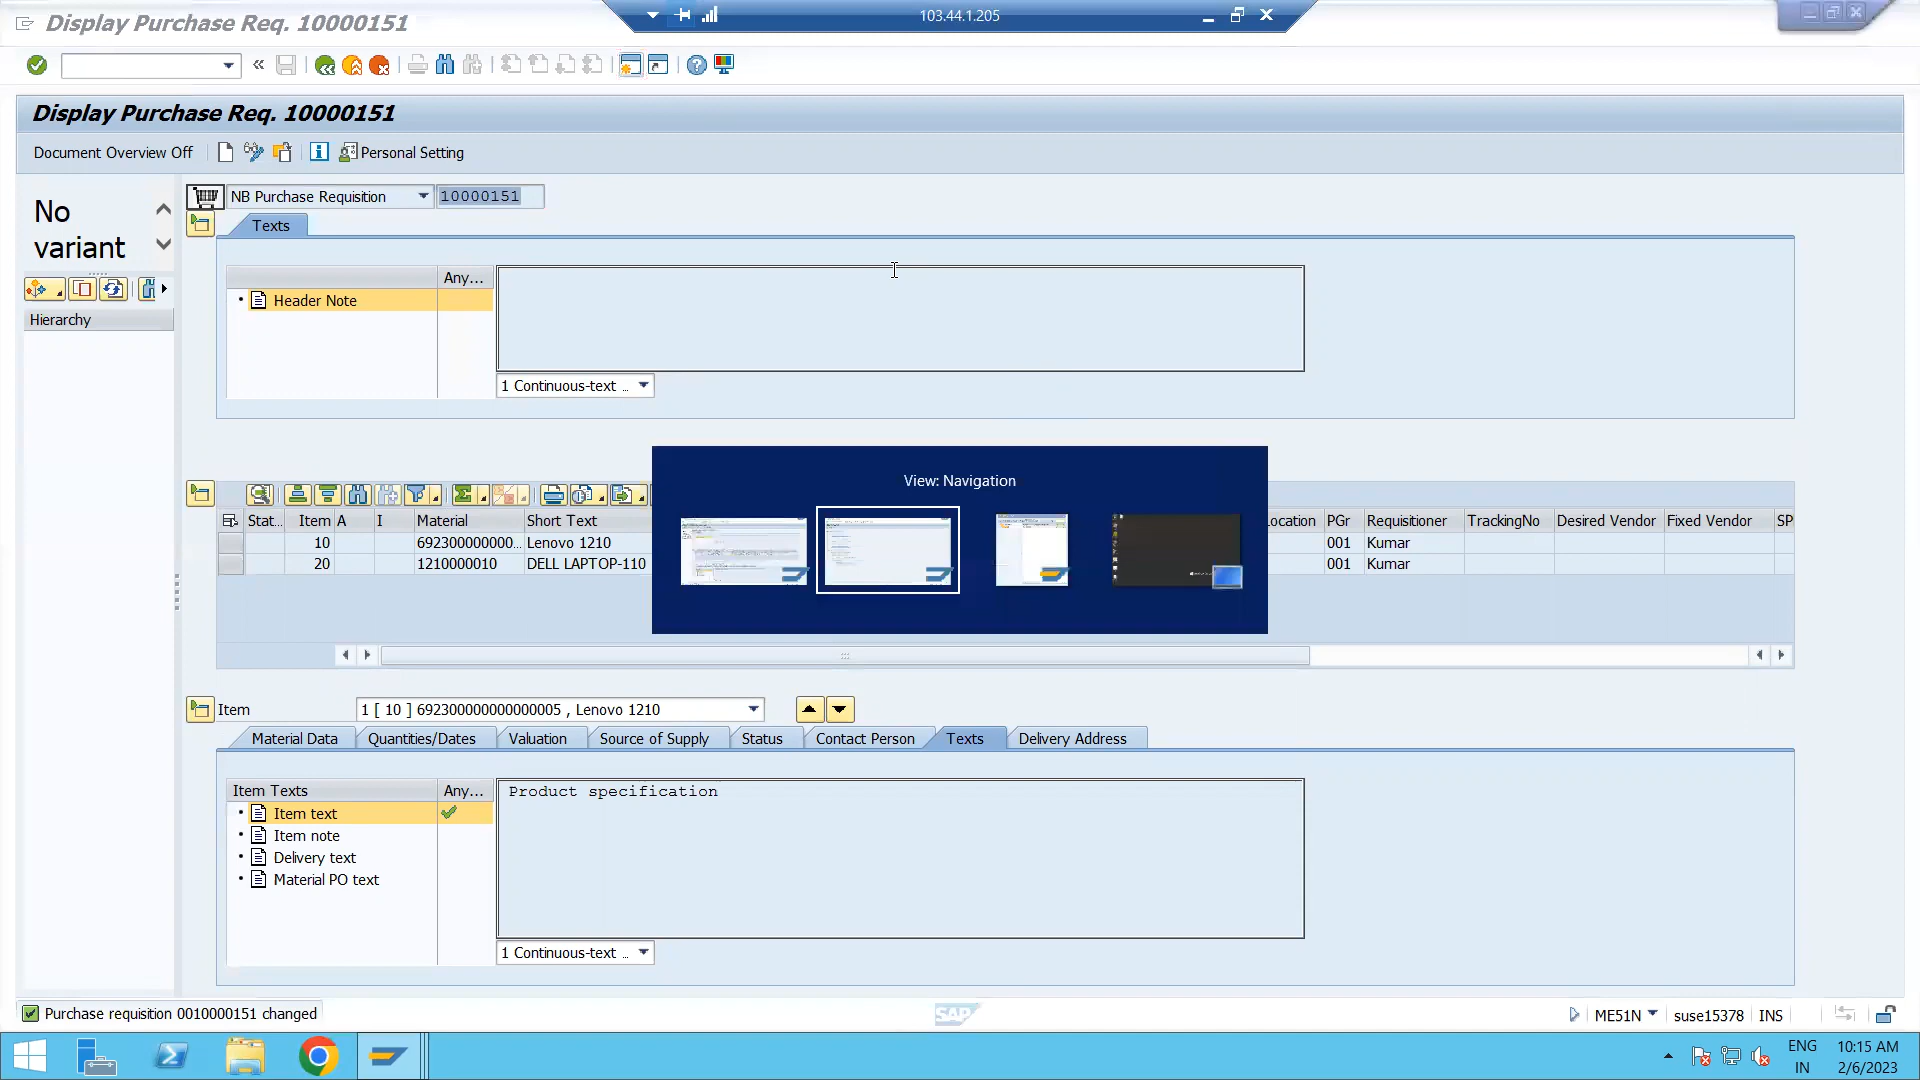 Display Purchase Req. 10000151
103.44.1.205
Display Purchase Req. 10000151
Document Overview Off
Personal Setting
No variant
NB Purchase Requisition
10000151
Texts
Any...
Header Note
Hierarchy
1 Continuous-text ..
View: Navigation
Stat..
Item
A
I
Material
Short Text
Location
PGr
Requisitioner
TrackingNo
Desired Vendor
Fixed Vendor
SP
10
692300000000...
Lenovo 1210
001
Kumar
20
1210000010
DELL LAPTOP-110
001
Kumar
Item
1 [ 10 ] 692300000000000005 , Lenovo 1210
Material Data
Quantities/Dates
Valuation
Source of Supply
Status
Contact Person
Texts
Delivery Address
Item Texts
Any...
Product specification
Item text
Item note
Delivery text
Material PO text
1 Continuous-text ..
Purchase requisition 0010000151 changed
SAP
ME51N
suse15378
INS
ENG
IN
10:15 AM
2/6/2023